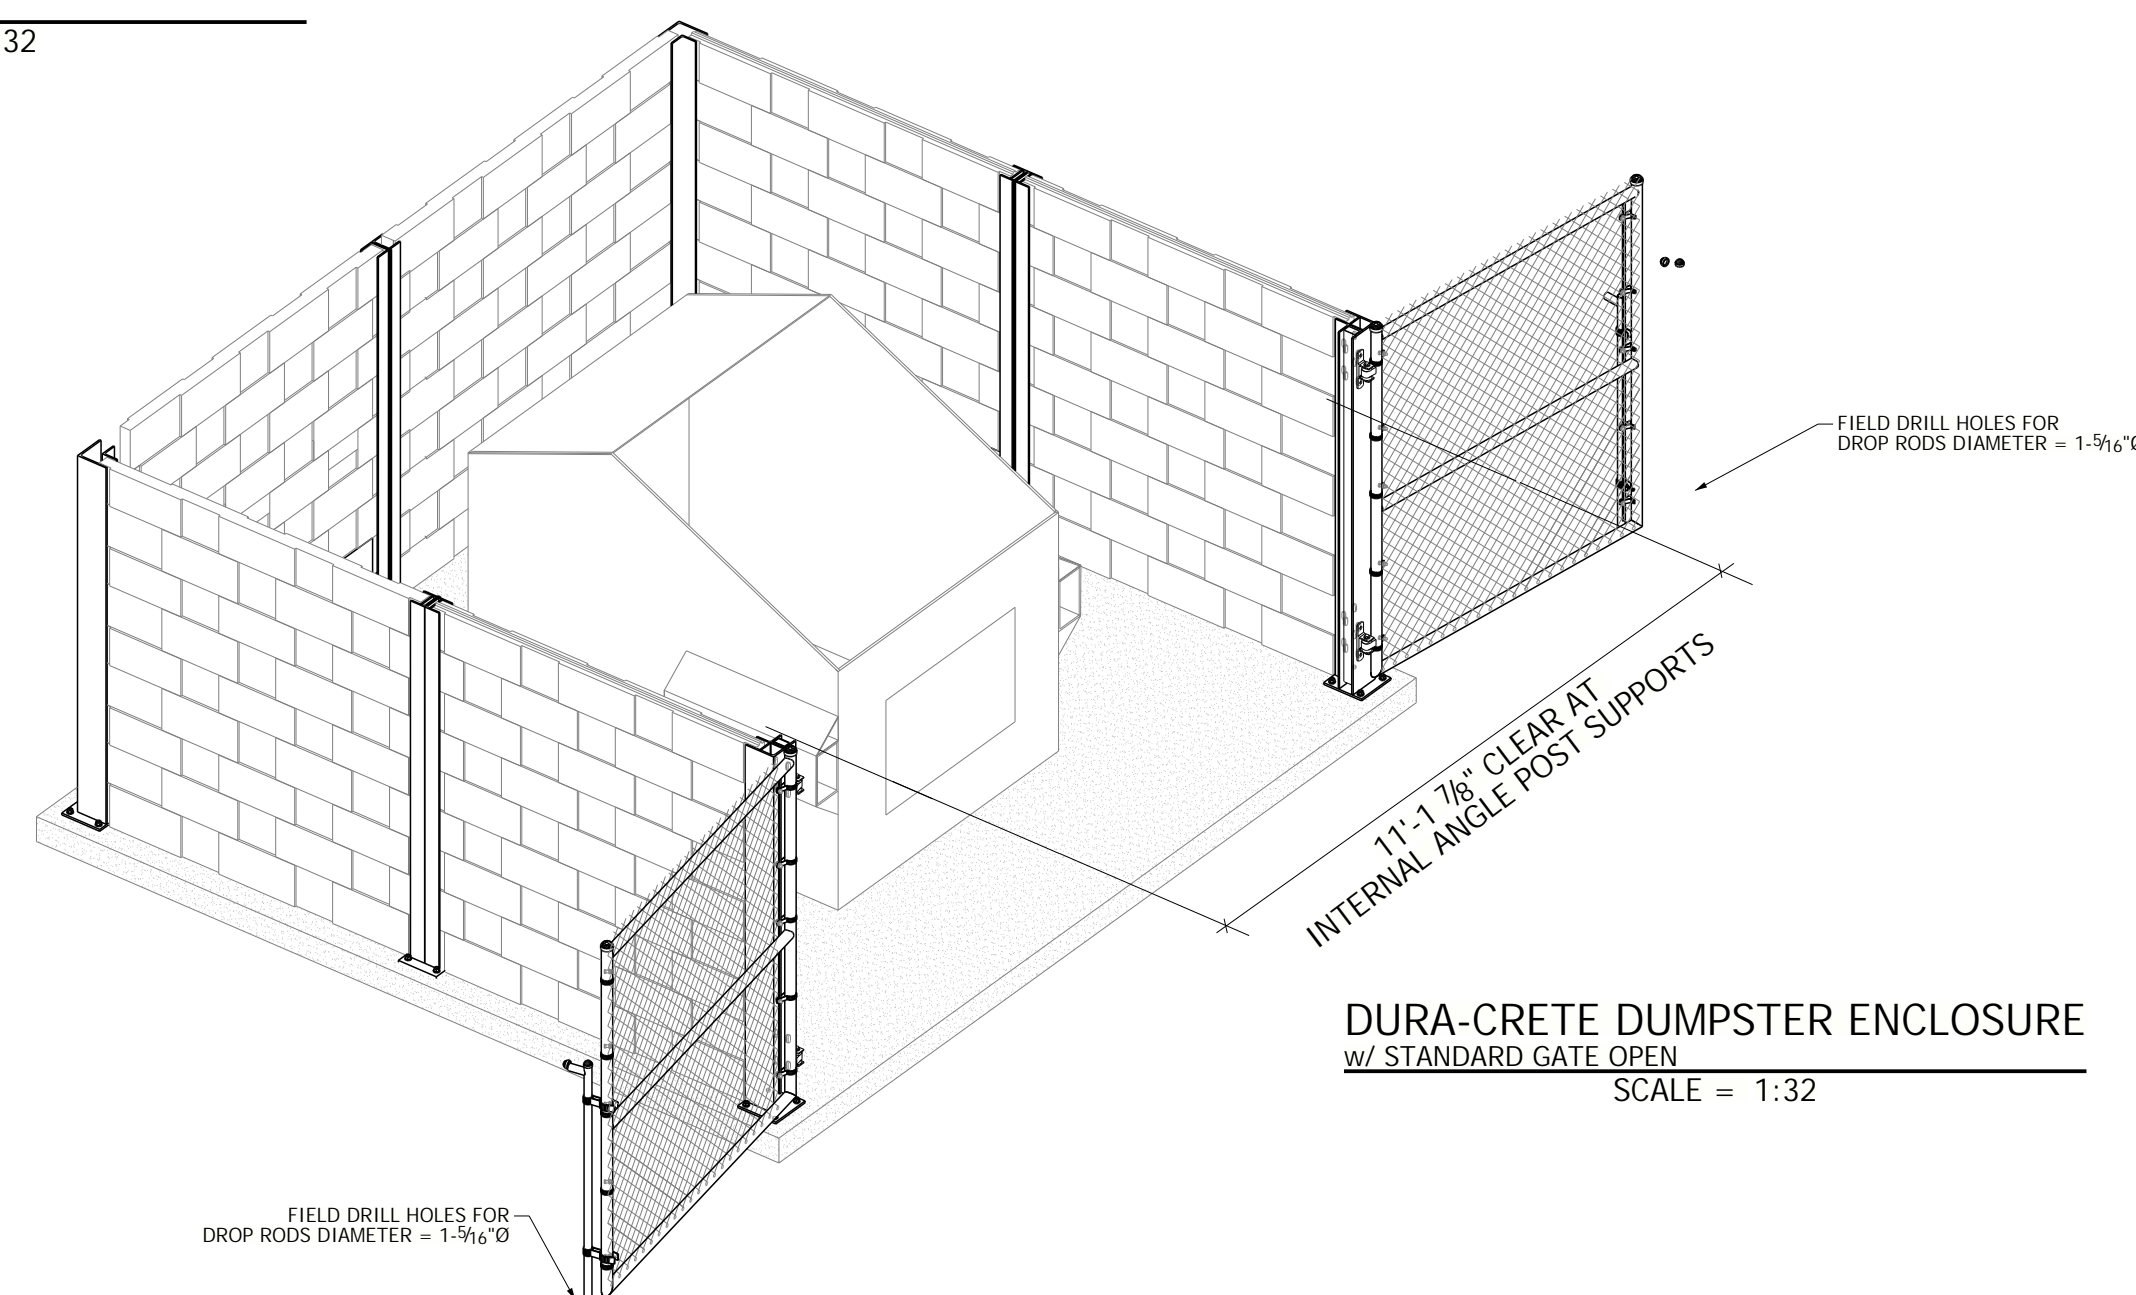 32
FIELD DRILL HOLES FOR
DROP RODS DIAMETER = 1-5/16"Ø
11'-1 7/8" CLEAR AT
INTERNAL ANGLE POST SUPPORTS
DURA-CRETE DUMPSTER ENCLOSURE
w/ STANDARD GATE OPEN
SCALE = 1:32
FIELD DRILL HOLES FOR
DROP RODS DIAMETER = 1-5/16"Ø